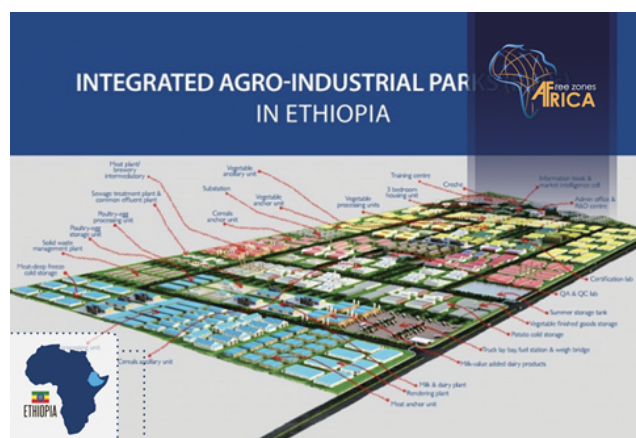 INTEGRATED AGRO-INDUSTRIAL PARKS
IN ETHIOPIA
Free zones
AFRICA
Meat plant/
brewery
intermediatory
Vegetable
ancillary unit
Training centre
Creche
Information kiosk &
market intelligence cell
Sewage treatment plant &
common effluent plant
Substation
Vegetable
anchor unit
Vegetable
processing units
3 bedroom
housing unit
Admin office &
R&D centre
Poultry-egg
processing unit
Cereals
anchor unit
Poultry-egg
storage unit
Solid waste
management plant
Meat-deep freeze
cold storage
Certification lab
QA & QC lab
Summer storage tank
Vegetable finished goods storage
Potato cold storage
Truck lay bay, fuel station & weigh bridge
Milk-value added dairy products
unit
Cereals ancillary unit
Milk & dairy plant
Rendering plant
Meat anchor unit
ETHIOPIA